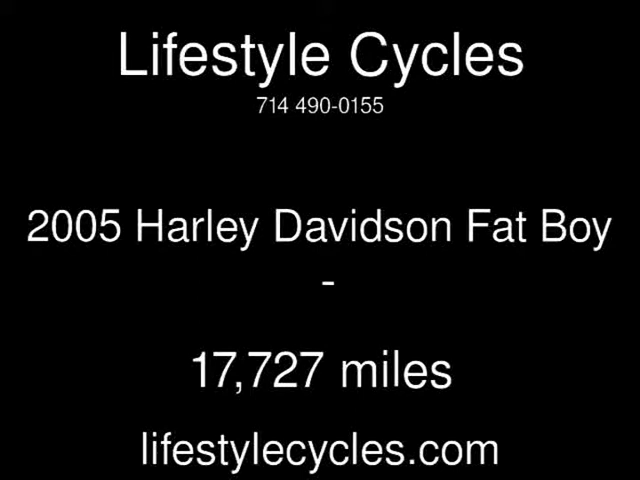 Lifestyle Cycles
714 490-0155
2005 Harley Davidson Fat Boy
-
17,727 miles
lifestylecycles.com